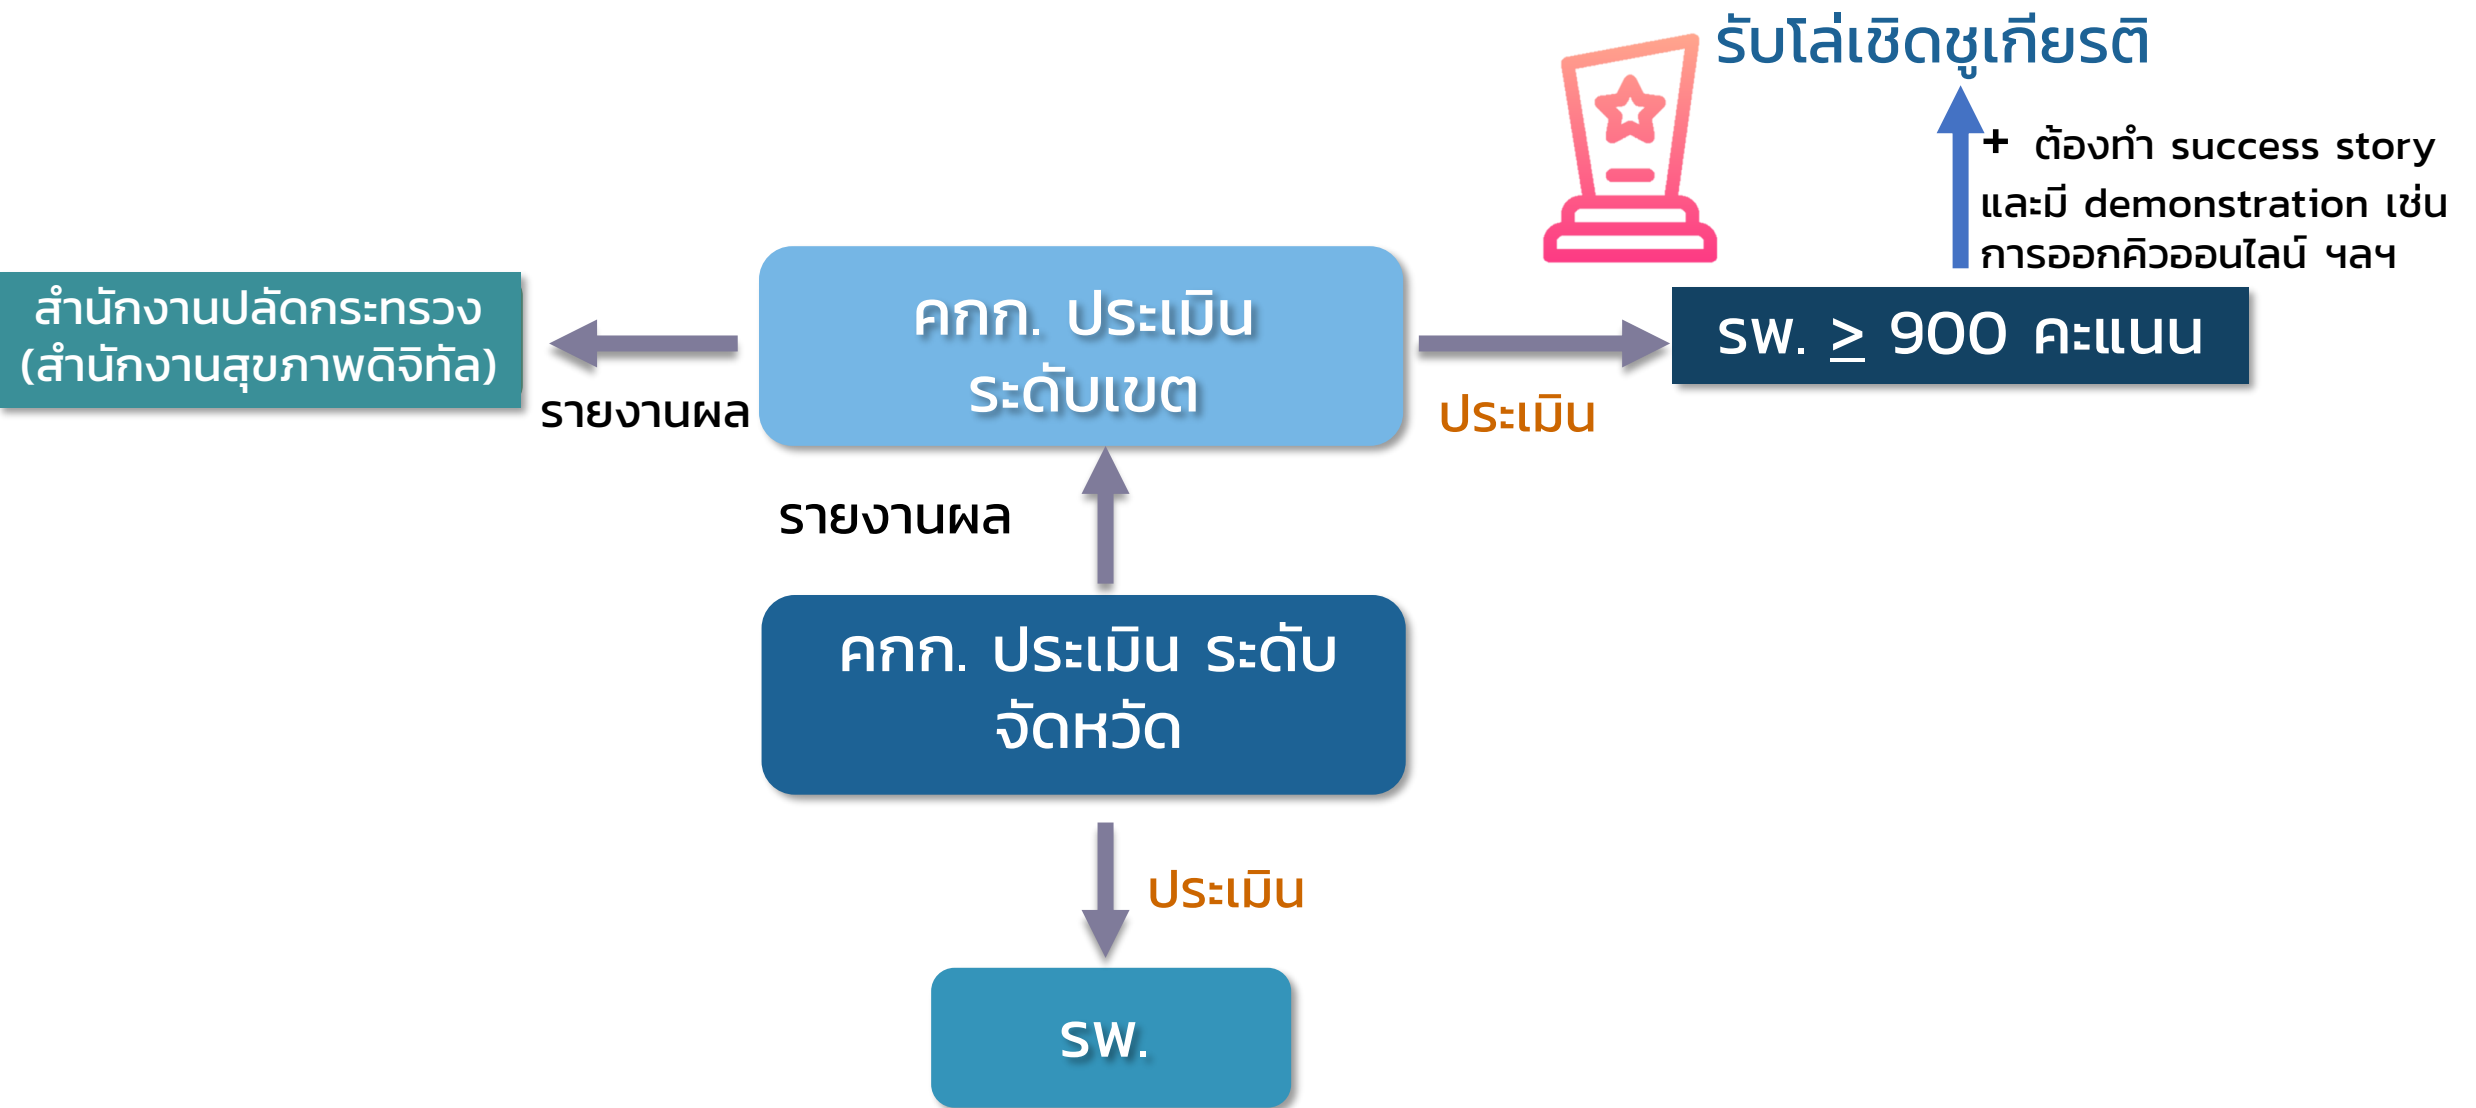 รับโล่เชิดชูเกียรติ
+ ต้องทำ success story
และมี demonstration เช่น
การออกคิวออนไลน์ ฯลฯ
สำนักงานปลัดกระทรวง
(สำนักงานสุขภาพดิจิทัล)
รายงานผล
คกก. ประเมิน
ระดับเขต
ประเมิน
รพ. ≥ 900 คะแนน
รายงานผล
คกก. ประเมิน ระดับ
จังหวัด
ประเมิน
รพ.